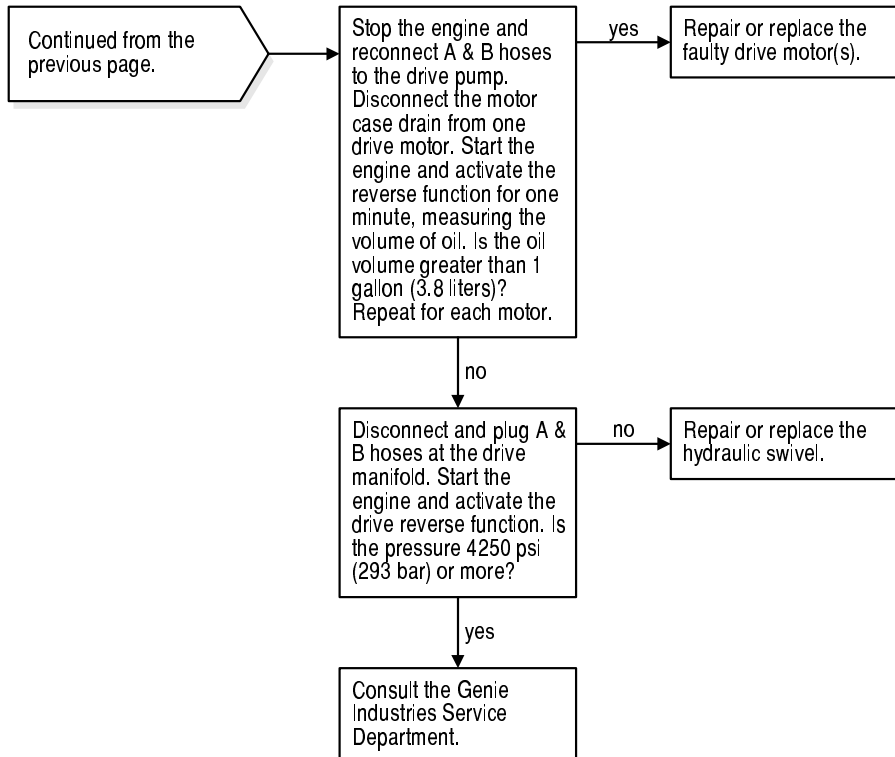 Continued from the
previous page.
Stop the engine and
reconnect A & B hoses
to the drive pump.
Disconnect the motor
case drain from one
drive motor. Start the
engine and activate the
reverse function for one
minute, measuring the
volume of oil. Is the oil
volume greater than 1
gallon (3.8 liters)?
Repeat for each motor.
yes
Repair or replace the
faulty drive motor(s).
no
Disconnect and plug A &
B hoses at the drive
manifold. Start the
engine and activate the
drive reverse function. Is
the pressure 4250 psi
(293 bar) or more?
no
Repair or replace the
hydraulic swivel.
yes
Consult the Genie
Industries Service
Department.